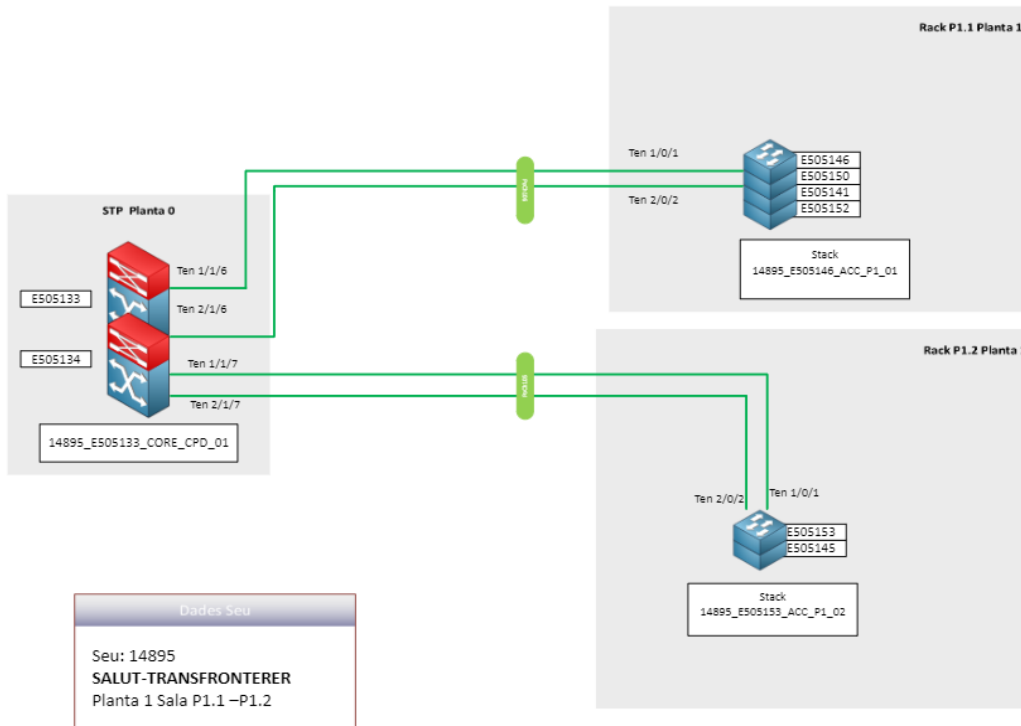 Rack P1.1 Planta 1
Ten 1/0/1
Ten 2/0/2
E505146
E505150
E505141
E505152
Stack
14895_E505146_ACC_P1_01
STP Planta 0
Ten 1/1/6
E505133
Ten 2/1/6
E505134
Ten 1/1/7
Ten 2/1/7
14895_E505133_CORE_CPD_01
Rack P1.2 Planta
Ten 2/0/2
Ten 1/0/1
E505153
E505145
Stack
14895_E505153_ACC_P1_02
Dades Seu
Seu: 14895
SALUT-TRANSFRONTERER
Planta 1 Sala P1.1 –P1.2